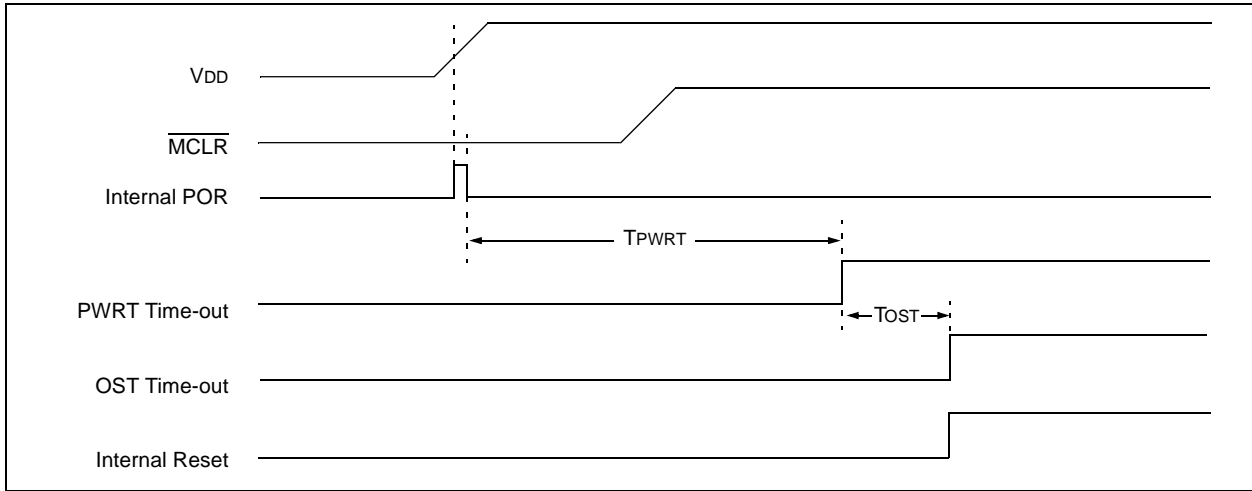 VDD
MCLR
Internal POR
TPWRT
PWRT Time-out
TOST
OST Time-out
Internal Reset